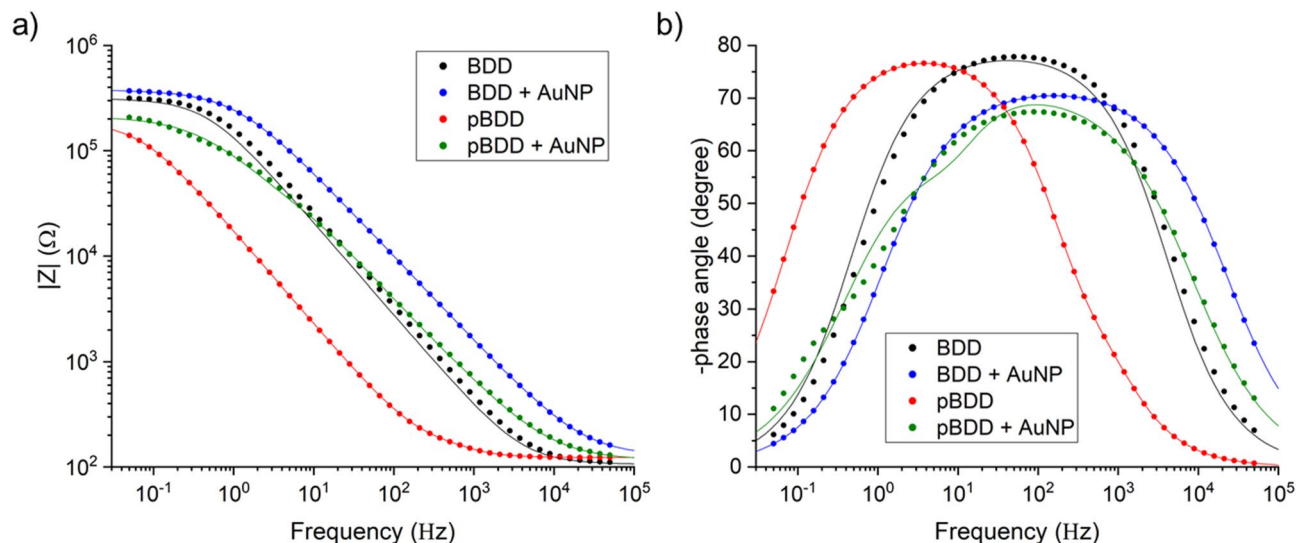 a)
10^6
10^5
10^4
10^3
10^2
|Z| (Ω)
BDD
BDD + AuNP
pBDD
pBDD + AuNP
10^-1
10^0
10^1
10^2
10^3
10^4
10^5
Frequency (Hz)
b)
80
70
60
50
40
30
20
10
0
-phase angle (degree)
BDD
BDD + AuNP
pBDD
pBDD + AuNP
10^-1
10^0
10^1
10^2
10^3
10^4
10^5
Frequency (Hz)